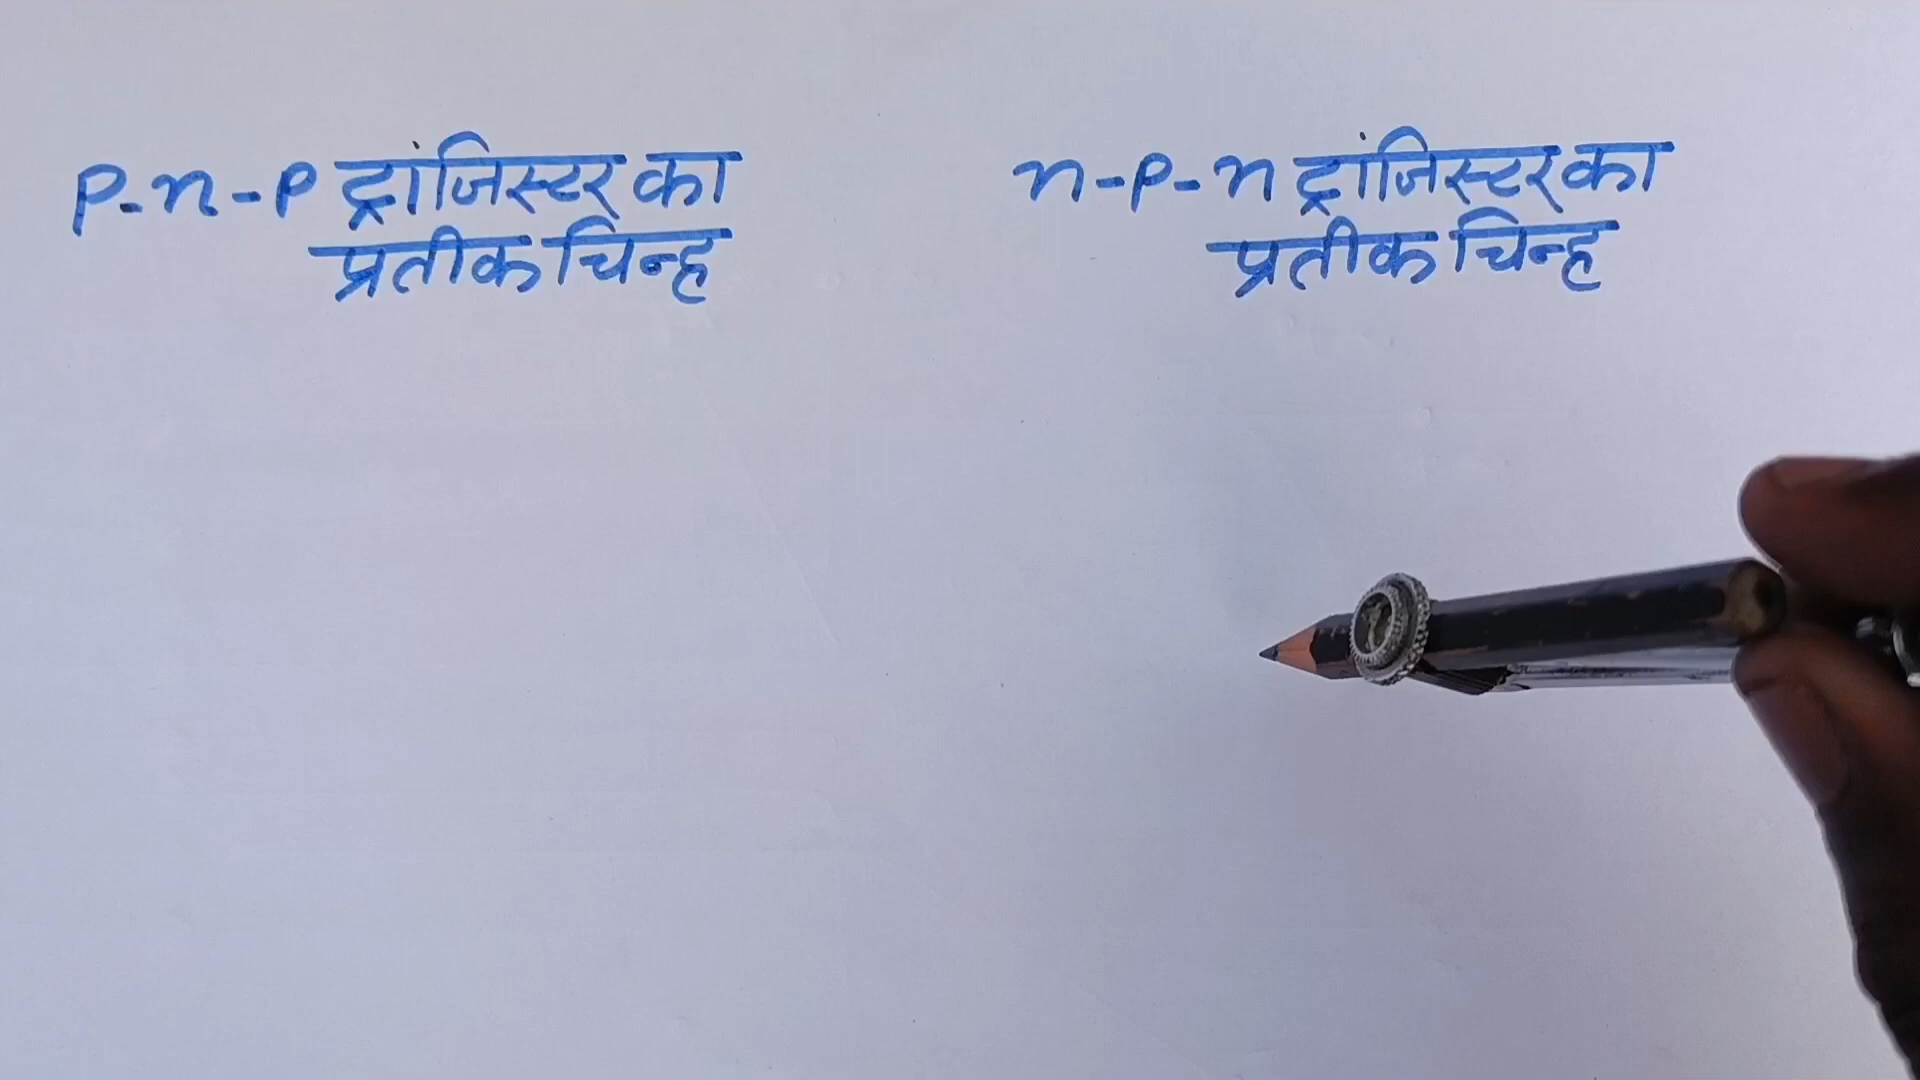 P-n-P ट्रांजिस्टर का
प्रतीक चिन्ह
n-p-n ट्रांजिस्टर का
प्रतीक चिन्ह